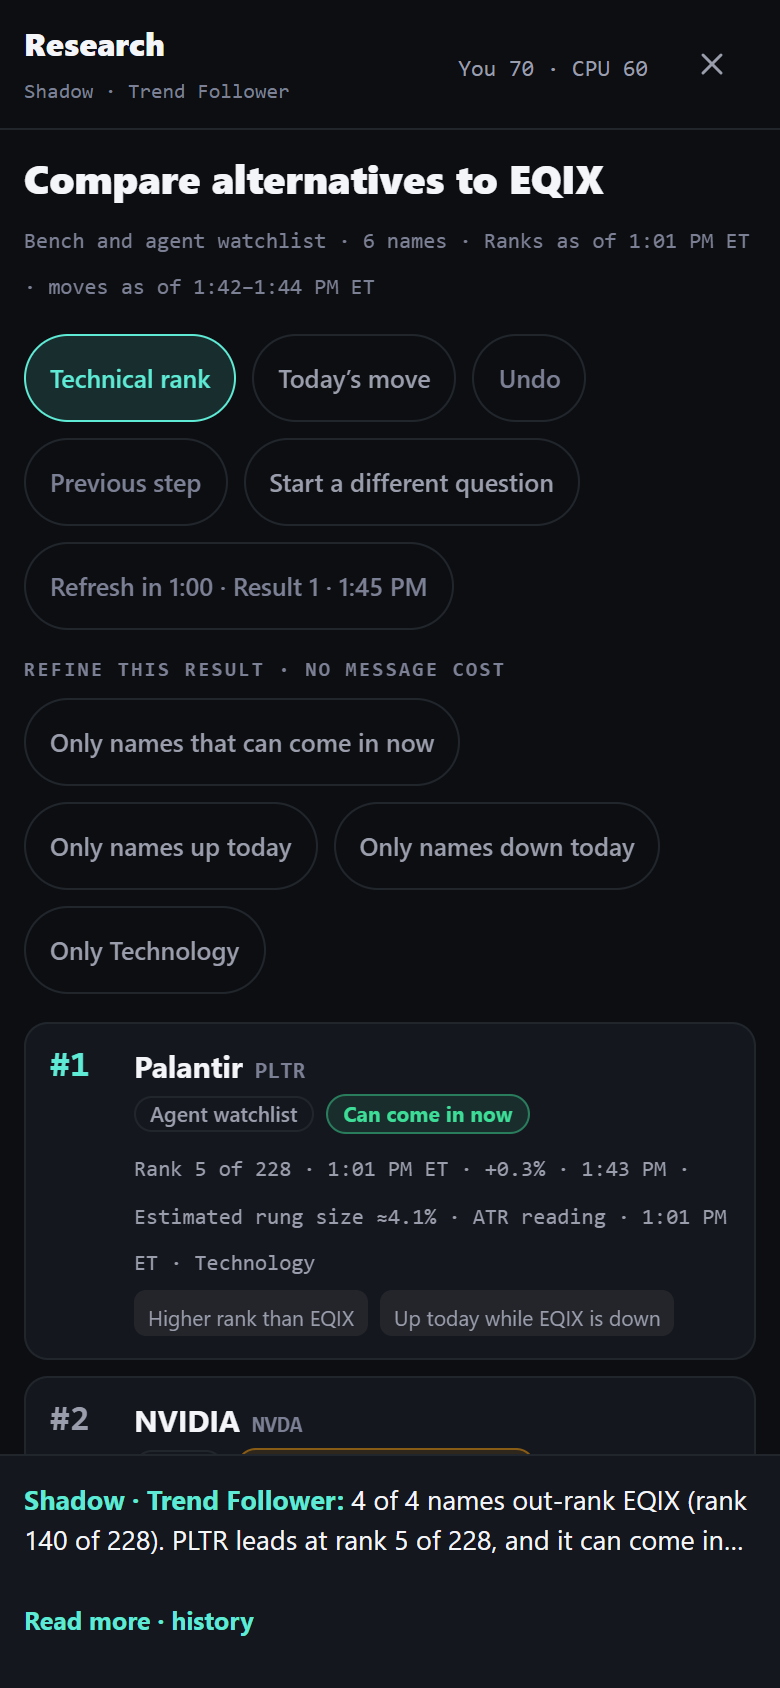 Research
You 70 · CPU 60
Shadow · Trend Follower
Compare alternatives to EQIX
Bench and agent watchlist · 6 names · Ranks as of 1:01 PM ET
· moves as of 1:42–1:44 PM ET
Technical rank
Today’s move
Undo
Previous step
Start a different question
Refresh in 1:00 · Result 1 · 1:45 PM
REFINE THIS RESULT · NO MESSAGE COST
Only names that can come in now
Only names up today
Only names down today
Only Technology
#1
Palantir PLTR
Agent watchlist
Can come in now
Rank 5 of 228 · 1:01 PM ET · +0.3% · 1:43 PM ·
Estimated rung size ≈4.1% · ATR reading · 1:01 PM
ET · Technology
Higher rank than EQIX
Up today while EQIX is down
#2
NVIDIA NVDA
Shadow · Trend Follower: 4 of 4 names out-rank EQIX (rank
140 of 228). PLTR leads at rank 5 of 228, and it can come in…
Read more · history